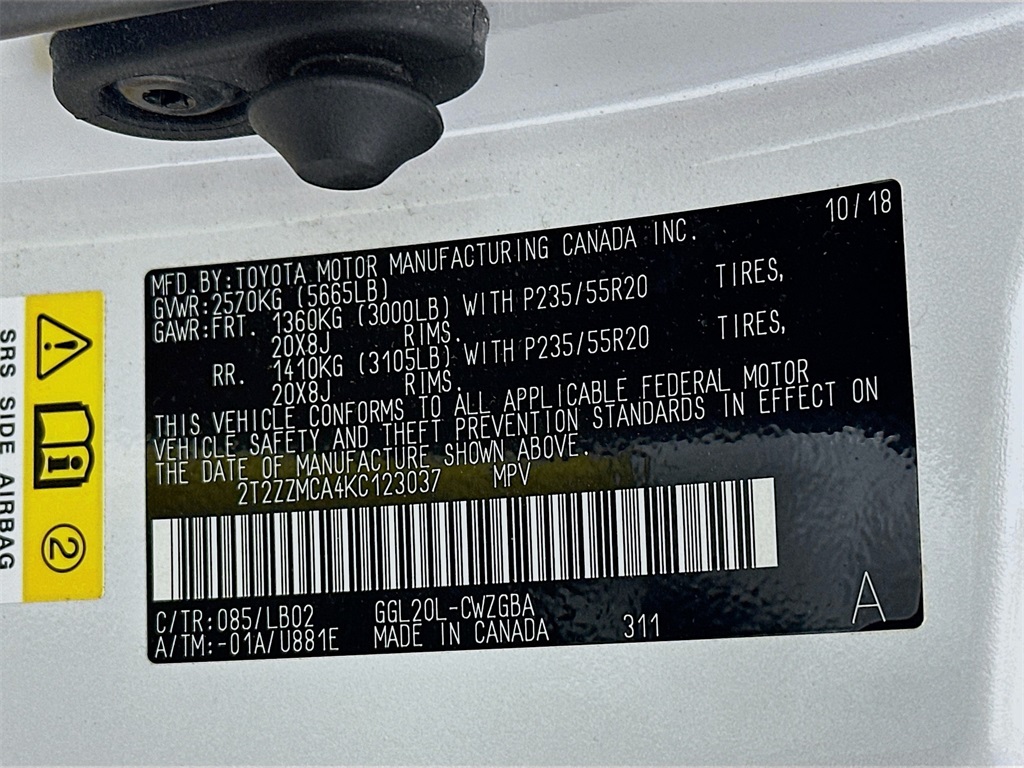 10/18
MFD.BY:TOYOTA MOTOR MANUFACTURING CANADA INC.
GVWR:2570KG (5665LB)
GAWR:FRT. 1360KG (3000LB) WITH P235/55R20 TIRES,
20X8J RIMS.
RR. 1410KG (3105LB) WITH P235/55R20 TIRES,
20X8J RIMS.
THIS VEHICLE CONFORMS TO ALL APPLICABLE FEDERAL MOTOR
VEHICLE SAFETY AND THEFT PREVENTION STANDARDS IN EFFECT ON
THE DATE OF MANUFACTURE SHOWN ABOVE.
2T2ZZMCA4KC123037 MPV
C/TR:085/LB02 GGL20L-CWZGBA
A/TM:-01A/U881E MADE IN CANADA 311
A
SRS SIDE AIRBAG
2